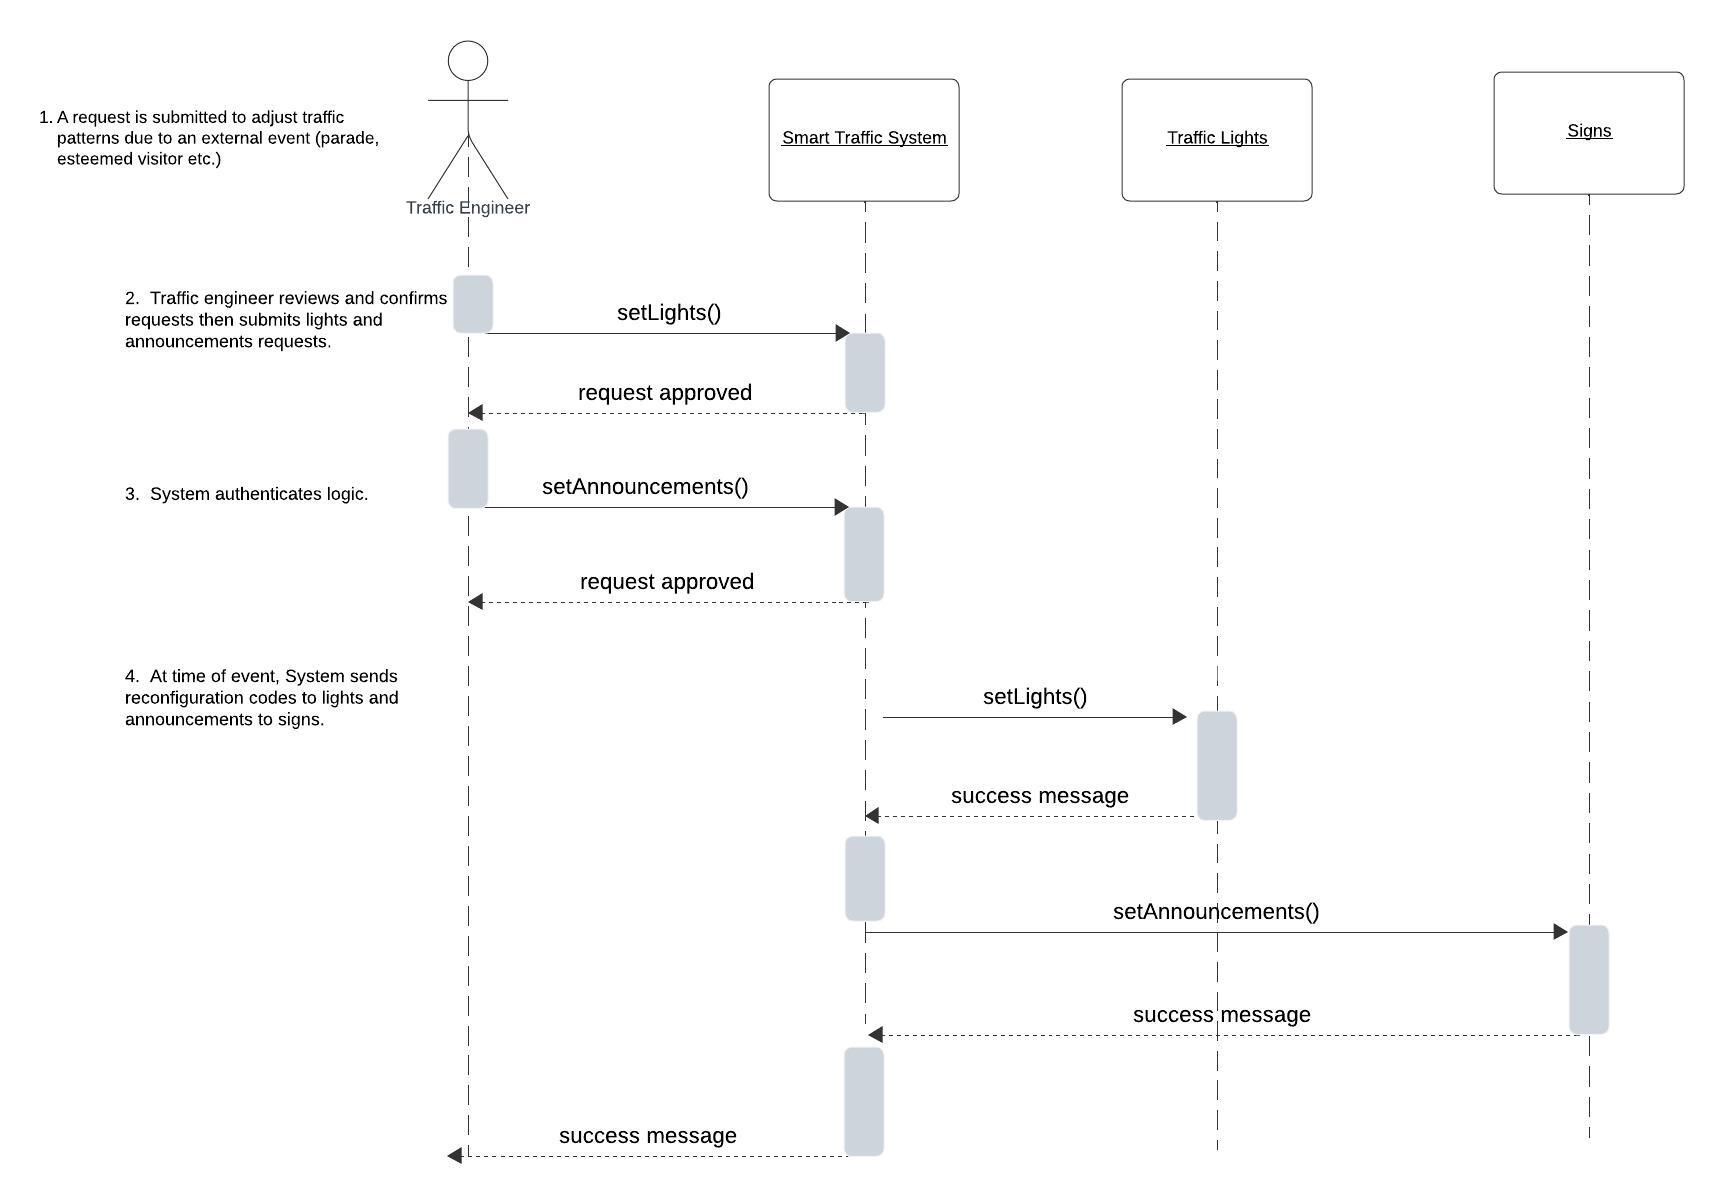 1. A request is submitted to adjust traffic
patterns due to an external event (parade,
esteemed visitor etc.)
Traffic Engineer
Smart Traffic System
Traffic Lights
Signs
2.  Traffic engineer reviews and confirms
requests then submits lights and
announcements requests.
setLights()
request approved
3.  System authenticates logic.
setAnnouncements()
request approved
4.  At time of event, System sends
reconfiguration codes to lights and
announcements to signs.
setLights()
success message
setAnnouncements()
success message
success message